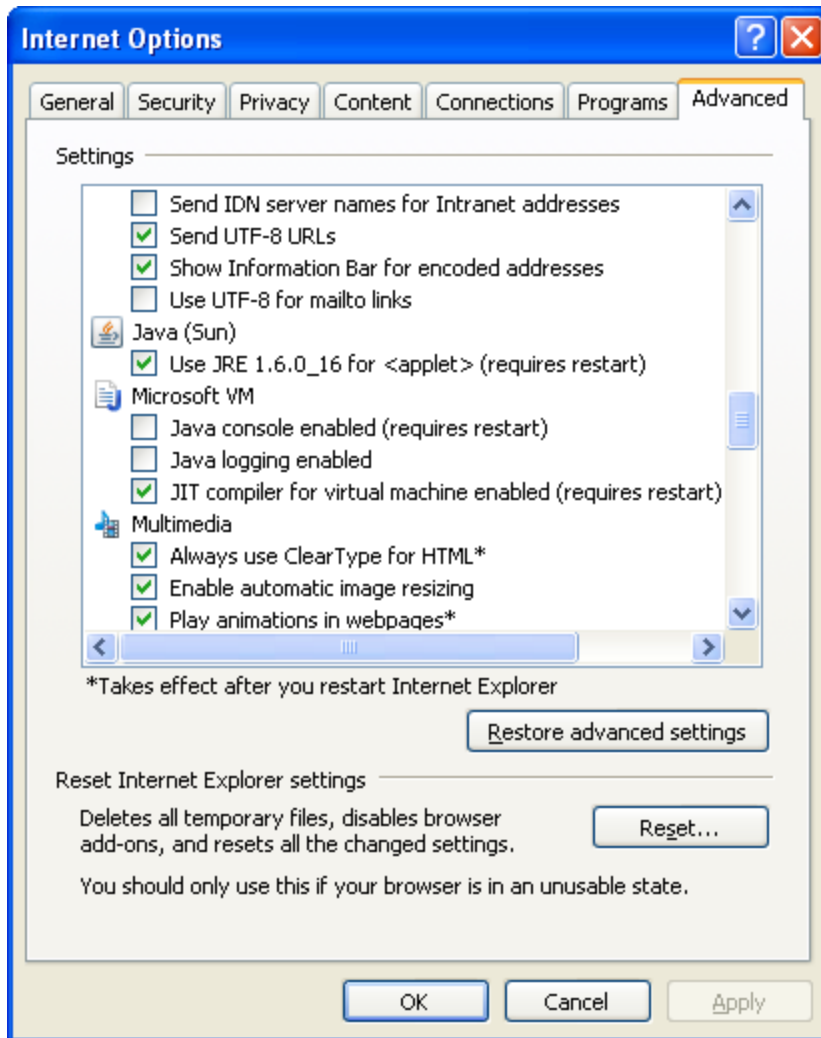 Internet Options
General Security Privacy Content Connections Programs Advanced
Settings
Send IDN server names for Intranet addresses
Send UTF-8 URLs
Show Information Bar for encoded addresses
Use UTF-8 for mailto links
Java (Sun)
Use JRE 1.6.0_16 for <applet> (requires restart)
Microsoft VM
Java console enabled (requires restart)
Java logging enabled
JIT compiler for virtual machine enabled (requires restart)
Multimedia
Always use ClearType for HTML*
Enable automatic image resizing
Play animations in webpages*
*Takes effect after you restart Internet Explorer
Restore advanced settings
Reset Internet Explorer settings
Deletes all temporary files, disables browser
add-ons, and resets all the changed settings.
Reset...
You should only use this if your browser is in an unusable state.
OK Cancel Apply